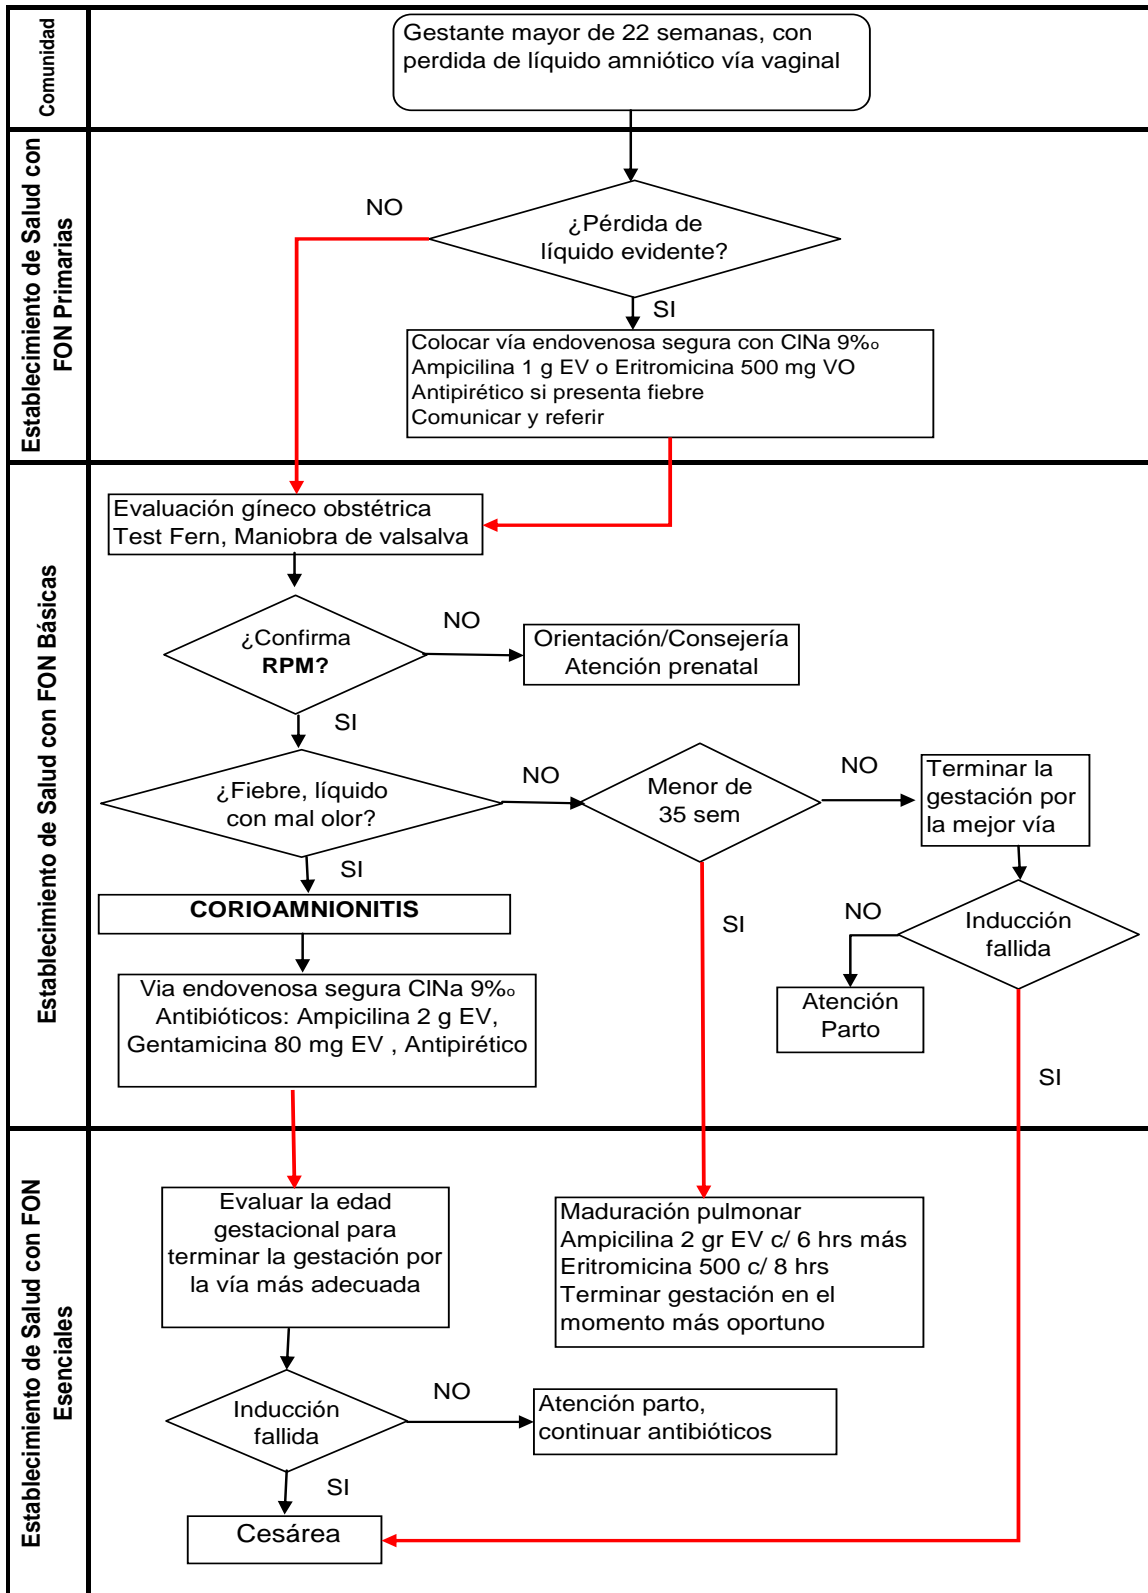 Comunidad
Gestante mayor de 22 semanas, con
perdida de líquido amniótico vía vaginal
Establecimiento de Salud con
FON Primarias
NO
¿Pérdida de
líquido evidente?
SI
Colocar vía endovenosa segura con ClNa 9‰
Ampicilina 1 g EV o Eritromicina 500 mg VO
Antipirético si presenta fiebre
Comunicar y referir
Establecimiento de Salud con FON Básicas
Evaluación gíneco obstétrica
Test Fern, Maniobra de valsalva
¿Confirma
RPM?
NO
Orientación/Consejería
Atención prenatal
SI
¿Fiebre, líquido
con mal olor?
NO
Menor de
35 sem
NO
Terminar la
gestación por
la mejor vía
SI
CORIOAMNIONITIS
SI
NO
Inducción
fallida
Via endovenosa segura ClNa 9‰
Antibióticos: Ampicilina 2 g EV,
Gentamicina 80 mg EV , Antipirético
Atención
Parto
SI
Establecimiento de Salud con FON
Esenciales
Evaluar la edad
gestacional para
terminar la gestación por
la vía más adecuada
Maduración pulmonar
Ampicilina 2 gr EV c/ 6 hrs más
Eritromicina 500 c/ 8 hrs
Terminar gestación en el
momento más oportuno
Inducción
fallida
NO
Atención parto,
continuar antibióticos
SI
Cesárea